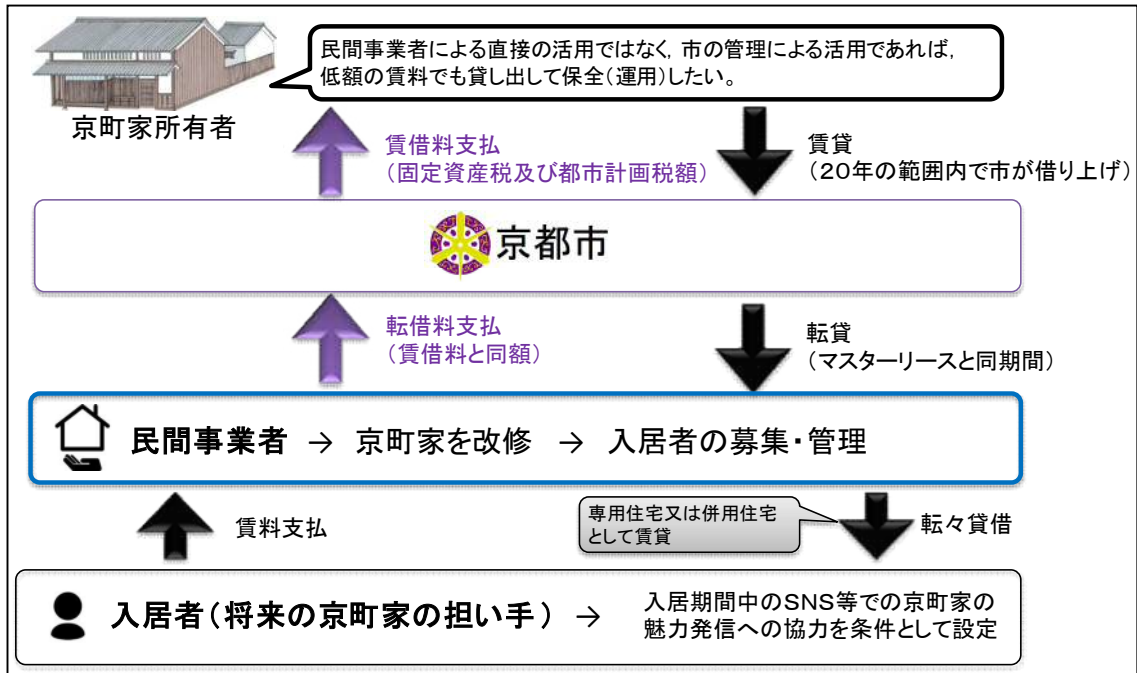 民間事業者による直接の活用ではなく，市の管理による活用であれば，
低額の賃料でも貸し出して保全（運用）したい。
京町家所有者
賃借料支払
（固定資産税及び都市計画税額）
賃貸
（20年の範囲内で市が借り上げ）
京都市
転借料支払
（賃借料と同額）
転貸
（マスターリースと同期間）
民間事業者 → 京町家を改修 → 入居者の募集・管理
賃料支払
専用住宅又は併用住宅
として賃貸
転々貸借
入居者（将来の京町家の担い手） →
入居期間中のSNS等での京町家の
魅力発信への協力を条件として設定